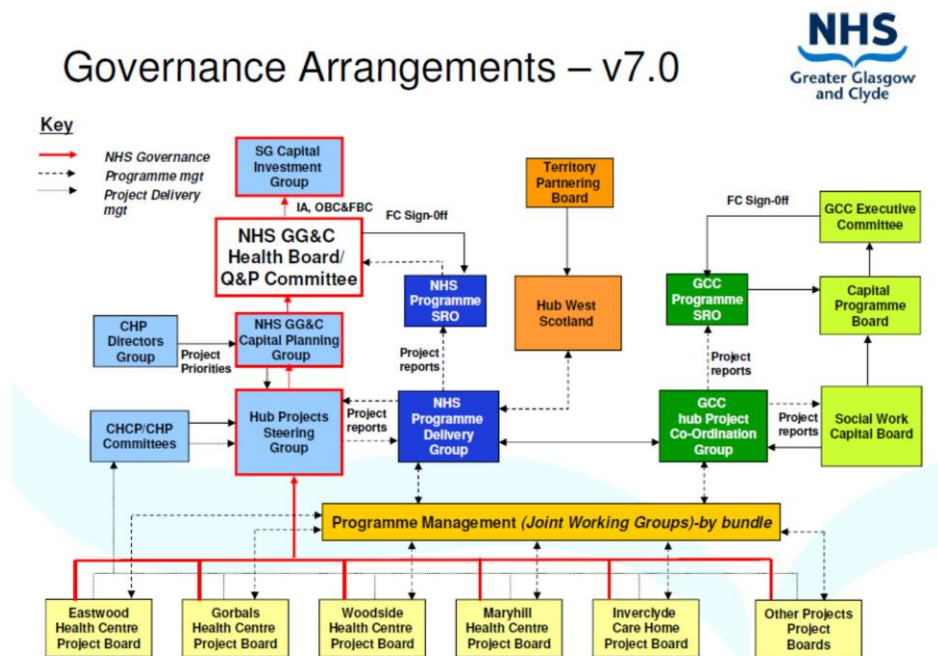 NHS
Greater Glasgow
and Clyde
Governance Arrangements – v7.0
Key
NHS Governance
Programme mgt
Project Delivery
mgt
SG Capital
Investment
Group
IA, OBC&FBC
FC Sign-Off
NHS GG&C
Health Board/
Q&P Committee
NHS
Programme
SRO
Territory
Partnering
Board
Hub West
Scotland
FC Sign-Off
GCC Executive
Committee
GCC
Programme
SRO
Capital
Programme
Board
CHP
Directors
Group
Project
Priorities
NHS GG&C
Capital Planning
Group
Project
reports
Project
reports
CHCP/CHP
Committees
Hub Projects
Steering
Group
Project
reports
NHS
Programme
Delivery
Group
GCC
hub Project
Co-Ordination
Group
Project
reports
Social Work
Capital Board
Programme Management (Joint Working Groups)-by bundle
Eastwood
Health Centre
Project Board
Gorbals
Health Centre
Project Board
Woodside
Health Centre
Project Board
Maryhill
Health Centre
Project Board
Inverclyde
Care Home
Project Board
Other Projects
Project
Boards